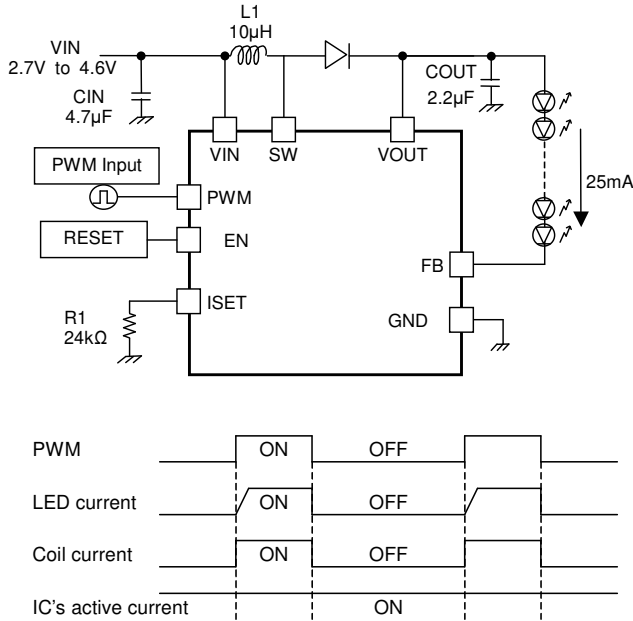 L1
10μH
VIN
2.7V to 4.6V
CIN
4.7μF
COUT
2.2μF
VIN SW VOUT
PWM Input
PWM
25mA
RESET
EN
FB
ISET
R1
24kΩ
GND
PWM ON OFF
LED current ON OFF
Coil current ON OFF
IC's active current ON